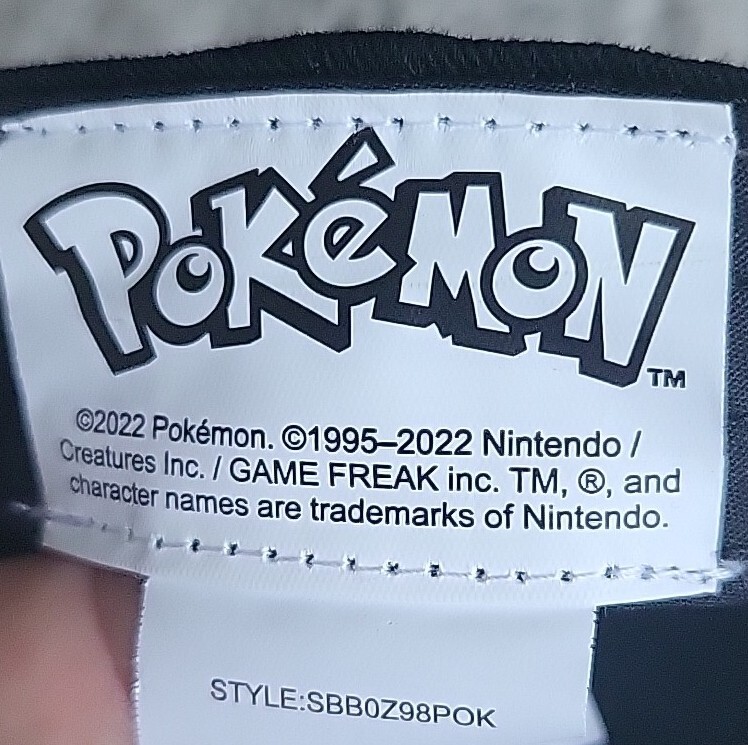 POKéMON TM
©2022 Pokémon. ©1995–2022 Nintendo /
Creatures Inc. / GAME FREAK inc. TM, ®, and
character names are trademarks of Nintendo.
STYLE:SBB0Z98POK